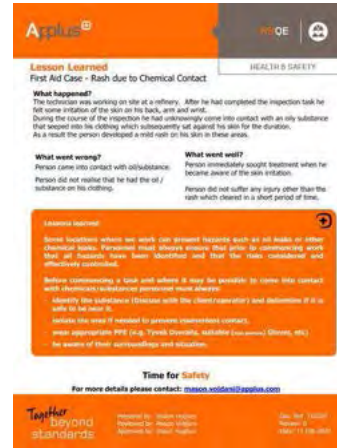 Applus+
QE
HEALTH & SAFETY
Lesson Learned
First Aid Case - Rash due to Chemical Contact
What happened?
The technician was working on site at a refinery. After he had completed the inspection task he
felt some irritation of the skin on his back, arm and wrist.
During the course of the inspection he had unknowingly come into contact with an oily substance
that seeped into his clothing which subsequently sat against his skin for the duration.
As a result the person developed a mild rash on his skin in these areas.
What went wrong?
Person came into contact with oil/substance.
Person did not realise that he had the oil /
substance on his clothing.
What went well?
Person immediately sought treatment when he
became aware of the skin irritation.
Person did not suffer any injury other than the
rash which cleared in a short period of time.
Lessons learned
Some locations where we work can present hazards such as oil leaks or other
chemical leaks. Personnel must always ensure that prior to commencing work
that all hazards have been identified and that the risks considered and
effectively controlled.
Before commencing a task and where it may be possible to come into contact
with chemicals/substances personnel must always:
- identify the substance (Discuss with the client/operator) and determine if it is
safe to be near it.
- isolate the area if needed to prevent inadvertent contact.
- wear appropriate PPE (e.g. Tyvek Overalls, suitable Gloves, etc)
- be aware of their surroundings and situation.
Time for Safety
For more details please contact: mason.voldani@applus.com
Together
beyond
standards